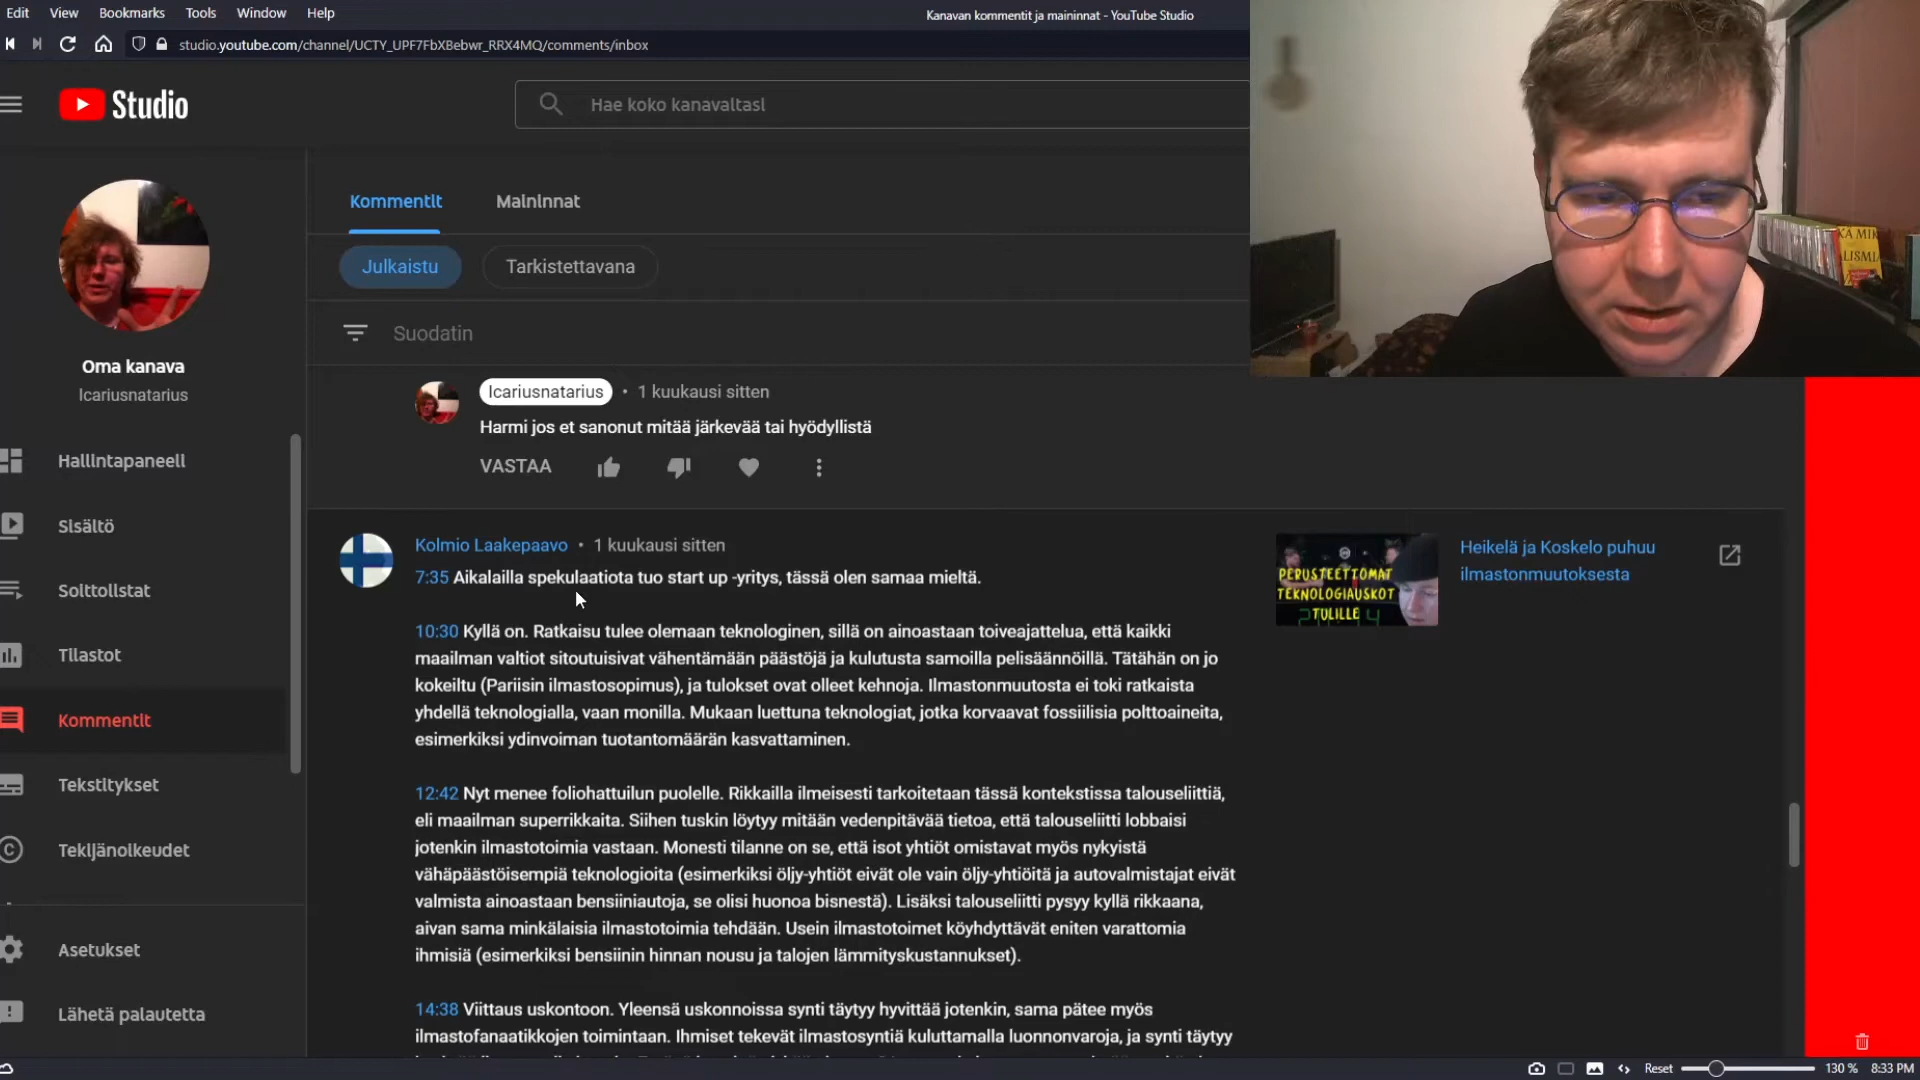 Edit View Bookmarks Tools Window Help
Kanavan kommentit ja maininnat - YouTube Studio
studio.youtube.com/channel/UCTY_UPF7FbXBebwr_RRX4MQ/comments/inbox
Studio
Hae koko kanavaltasi
Kommentit Maininnat
Julkaistu Tarkistettavana
Suodatin
Oma kanava
Icariusnatarius
Hallintapaneeli
Sisältö
Soittolistat
Tilastot
Kommentit
Tekstitykset
Tekijänoikeudet
Asetukset
Lähetä palautetta
Icariusnatarius • 1 kuukausi sitten
Harmi jos et sanonut mitää järkevää tai hyödyllistä
VASTAA
Kolmio Laakepaavo • 1 kuukausi sitten
7:35 Aikalailla spekulaatiota tuo start up -yritys, tässä olen samaa mieltä.
10:30 Kyllä on. Ratkaisu tulee olemaan teknologinen, sillä on ainoastaan toiveajattelua, että kaikki
maailman valtiot sitoutuisivat vähentämään päästöjä ja kulutusta samoilla pelisäännöillä. Tätähän on jo
kokeiltu (Pariisin ilmastosopimus), ja tulokset ovat olleet kehnoja. Ilmastonmuutosta ei toki ratkaista
yhdellä teknologialla, vaan monilla. Mukaan luettuna teknologiat, jotka korvaavat fossiilisia polttoaineita,
esimerkiksi ydinvoiman tuotantomäärän kasvattaminen.
12:42 Nyt menee foliohattuilun puolelle. Rikkailla ilmeisesti tarkoitetaan tässä kontekstissa talouseliittiä,
eli maailman superrikkaita. Siihen tuskin löytyy mitään vedenpitävää tietoa, että talouseliitti lobbaisi
jotenkin ilmastotoimia vastaan. Monesti tilanne on se, että isot yhtiöt omistavat myös nykyistä
vähäpäästöisempiä teknologioita (esimerkiksi öljy-yhtiöt eivät ole vain öljy-yhtiöitä ja autovalmistajat eivät
valmista ainoastaan bensiiniautoja, se olisi huonoa bisnestä). Lisäksi talouseliitti pysyy kyllä rikkaana,
aivan sama minkälaisia ilmastotoimia tehdään. Usein ilmastotoimet köyhdyttävät eniten varattomia
ihmisiä (esimerkiksi bensiinin hinnan nousu ja talojen lämmityskustannukset).
14:38 Viittaus uskontoon. Yleensä uskonnoissa synti täytyy hyvittää jotenkin, sama pätee myös
ilmastofanaatikkojen toimintaan. Ihmiset tekevät ilmastosyntiä kuluttamalla luonnonvaroja, ja synti täytyy
PERUSTEETTOMAT
TEKNOLOGIAUSKOT
TULILLE
Heikelä ja Koskelo puhuu
ilmastonmuutoksesta
Reset 130 % 8:33 PM